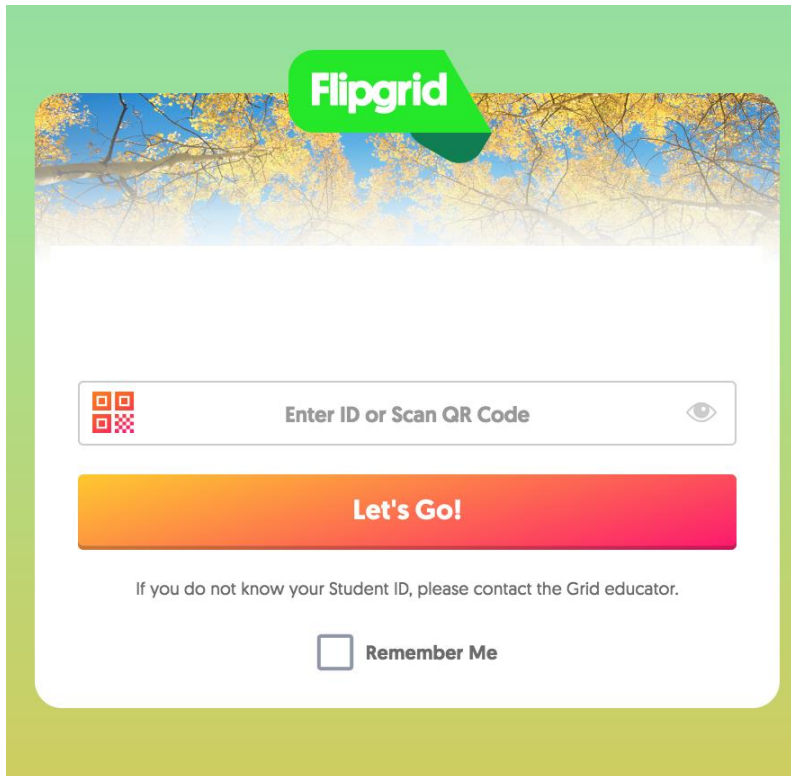 Flipgrid
Enter ID or Scan QR Code
Let's Go!
If you do not know your Student ID, please contact the Grid educator.
Remember Me